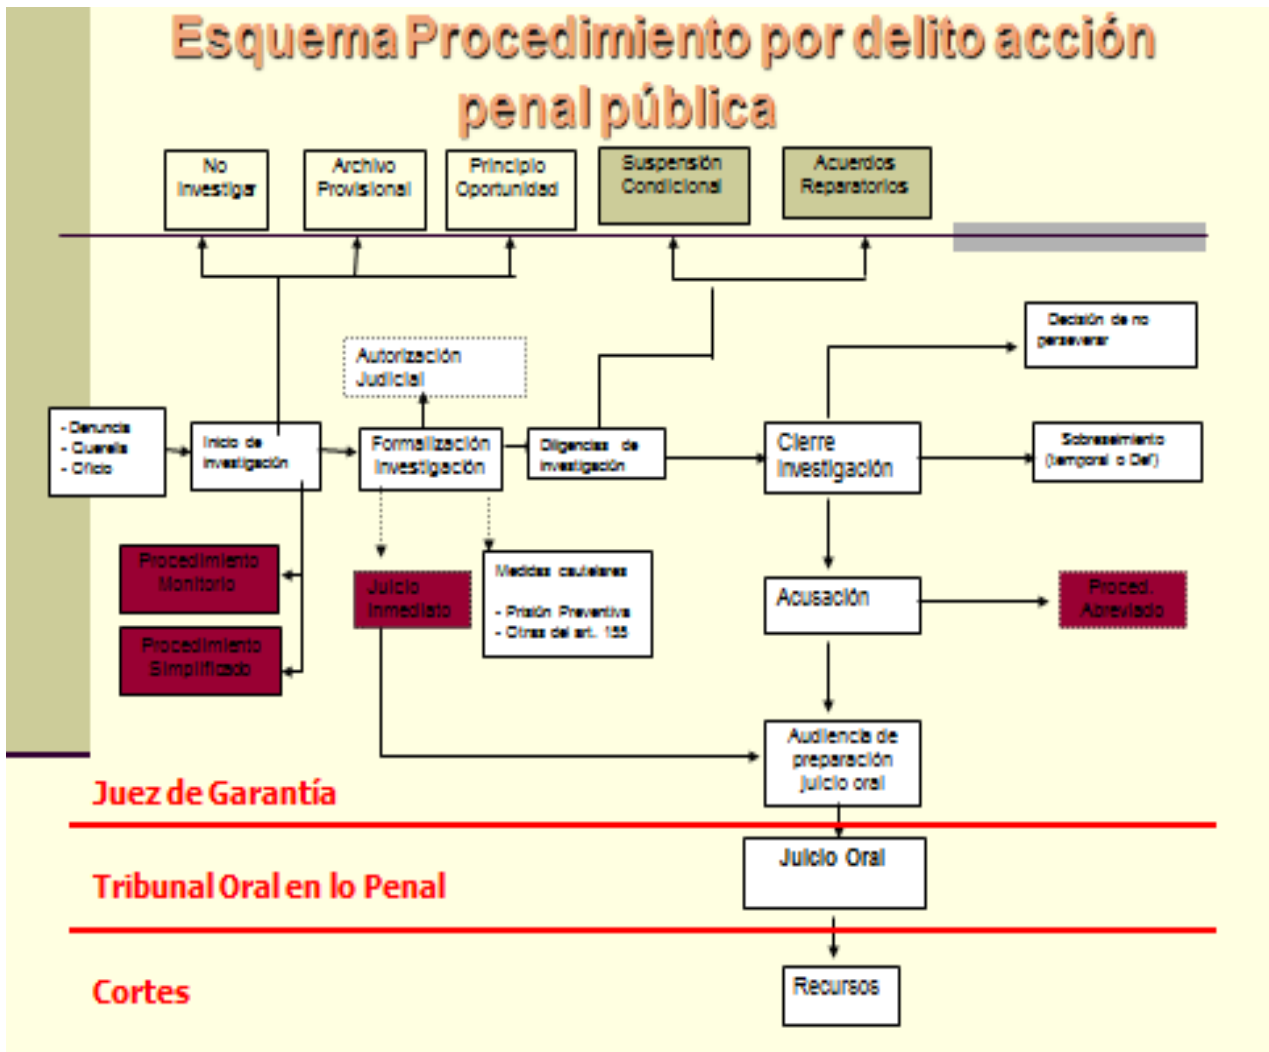 Esquema Procedimiento por delito acción
penal pública
No
Investigar
Archivo
Provisional
Principio
Oportunidad
Suspensión
Condicional
Acuerdos
Reparatorios
Decisión de no
perseverar
Autorización
Judicial
- Denuncia
- Querella
- Oficio
Inicio de
investigación
Formalización
Investigación
Diligencias de
investigación
Cierre
Investigación
Sobreseimiento
(temporal o Def)
Procedimiento
Monitorio
Juicio
Inmediato
Medidas cautelares
- Prisión Preventiva
- Otras del art. 155
Acusación
Proced.
Abreviado
Procedimiento
Simplificado
Audiencia de
preparación
juicio oral
Juez de Garantía
Juicio Oral
Tribunal Oral en lo Penal
Recursos
Cortes